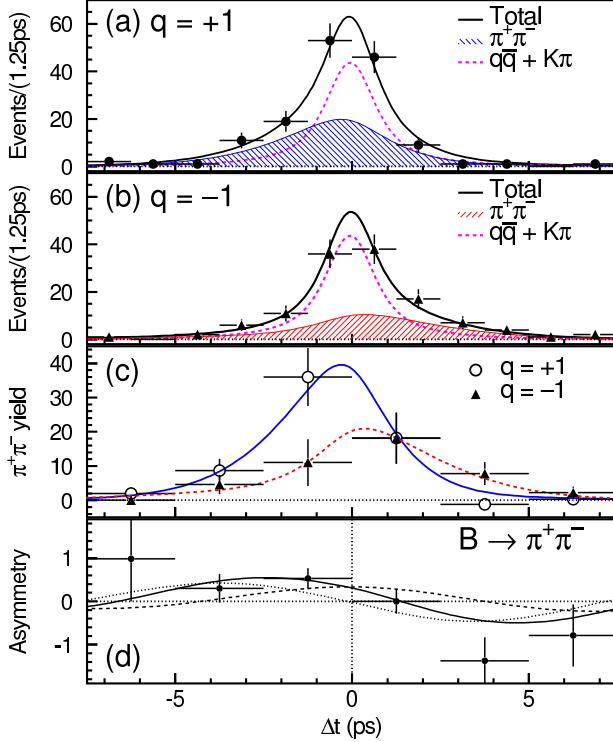 (a) q = +1
Total
π⁺π⁻
qq̅ + Kπ
Events/(1.25ps)
60
40
20
0
(b) q = −1
Total
π⁺π⁻
qq̅ + Kπ
Events/(1.25ps)
60
40
20
0
(c)
q = +1
q = −1
π⁺π⁻ yield
40
30
20
10
0
B → π⁺π⁻
Asymmetry
1
0
-1
(d)
-5 0 5
Δt (ps)